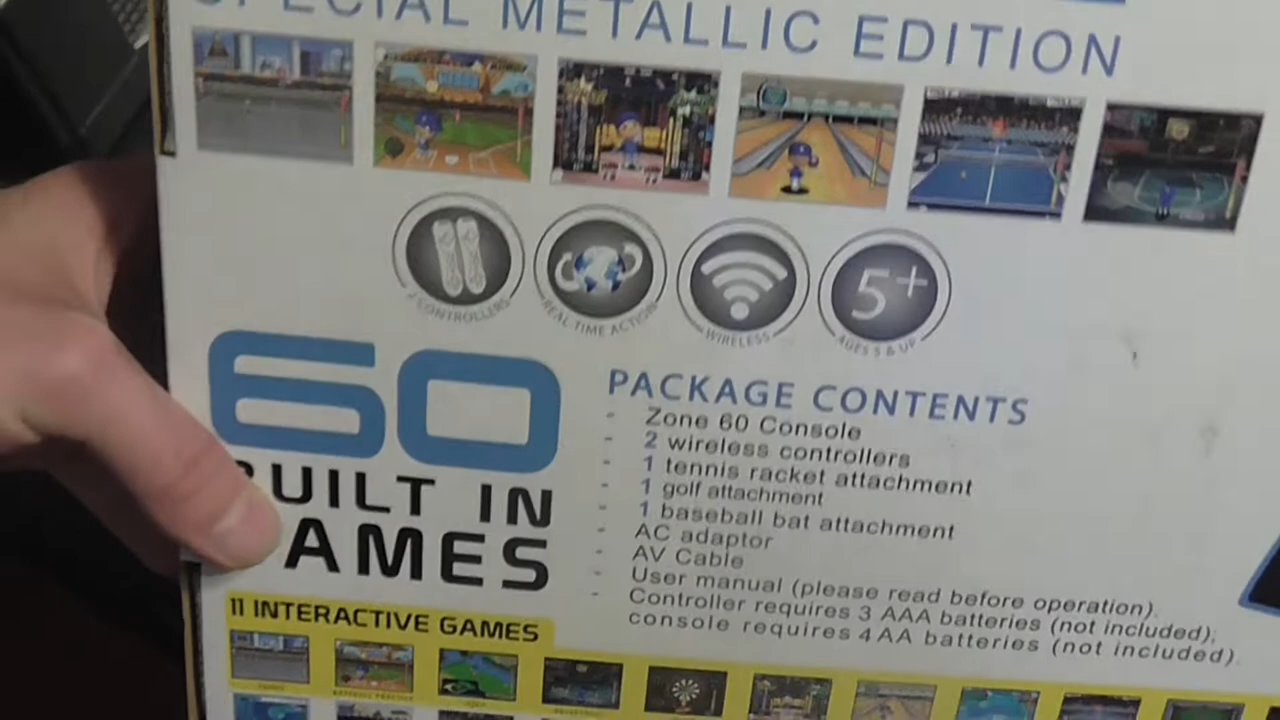 SPECIAL METALLIC EDITION
2 CONTROLLERS
REAL TIME ACTION
WIRELESS
5+
AGES 5 & UP
60
BUILT IN
GAMES
PACKAGE CONTENTS
- Zone 60 Console
- 2 wireless controllers
- 1 tennis racket attachment
- 1 golf attachment
- 1 baseball bat attachment
- AC adaptor
- AV Cable
- User manual (please read before operation).
- Controller requires 3 AAA batteries (not included),
console requires 4 AA batteries (not included).
11 INTERACTIVE GAMES